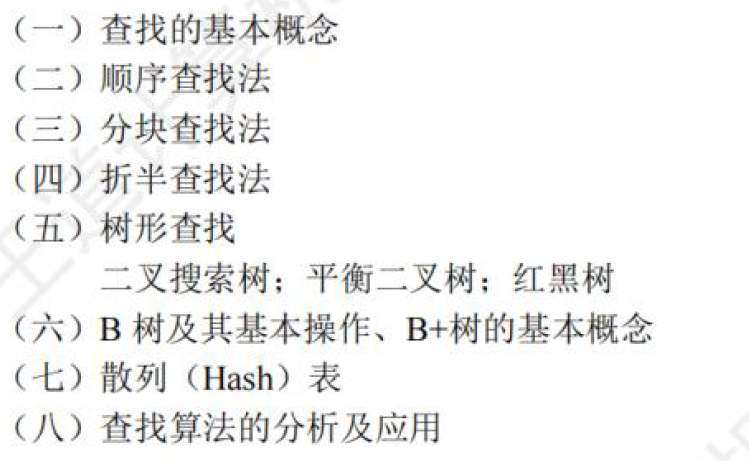 （一）查找的基本概念
（二）顺序查找法
（三）分块查找法
（四）折半查找法
（五）树形查找
二叉搜索树；平衡二叉树；红黑树
（六）B 树及其基本操作、B+树的基本概念
（七）散列（Hash）表
（八）查找算法的分析及应用